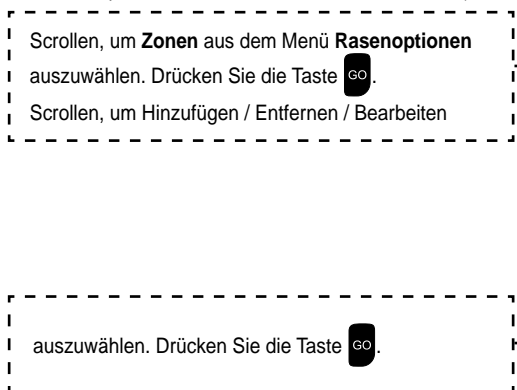 Scrollen, um Zonen aus dem Menü Rasenoptionen
auszuwählen. Drücken Sie die Taste GO.
Scrollen, um Hinzufügen / Entfernen / Bearbeiten
auszuwählen. Drücken Sie die Taste GO.